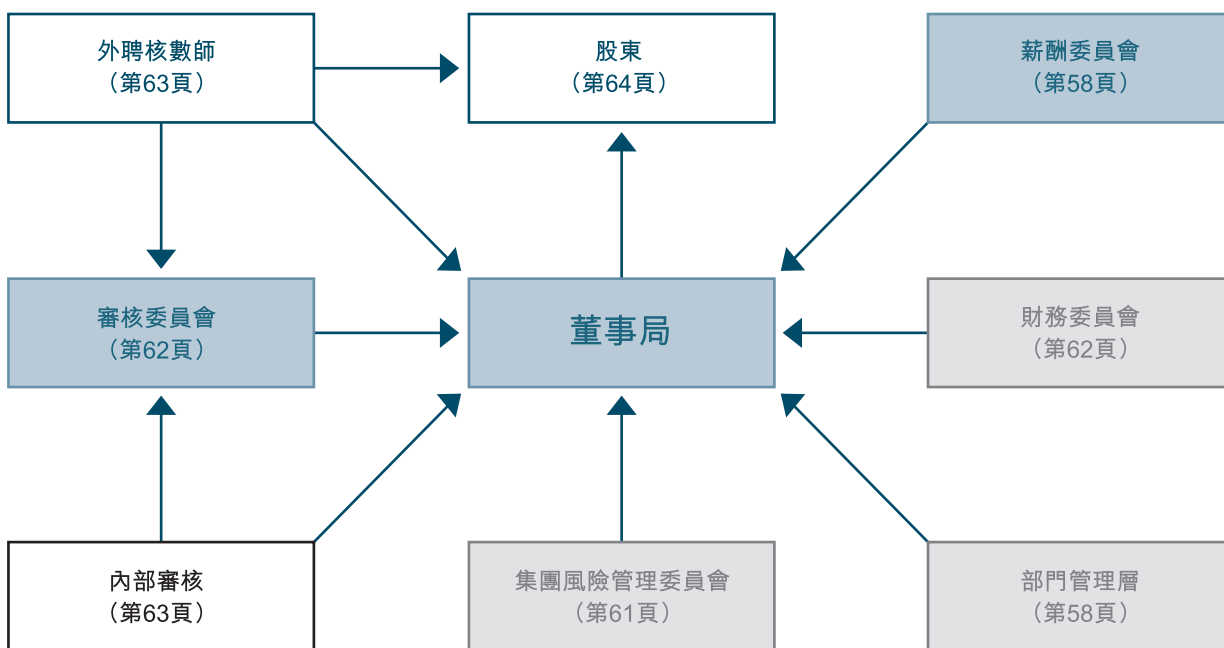 外聘核數師
（第63頁）
股東
（第64頁）
薪酬委員會
（第58頁）
審核委員會
（第62頁）
董事局
財務委員會
（第62頁）
內部審核
（第63頁）
集團風險管理委員會
（第61頁）
部門管理層
（第58頁）